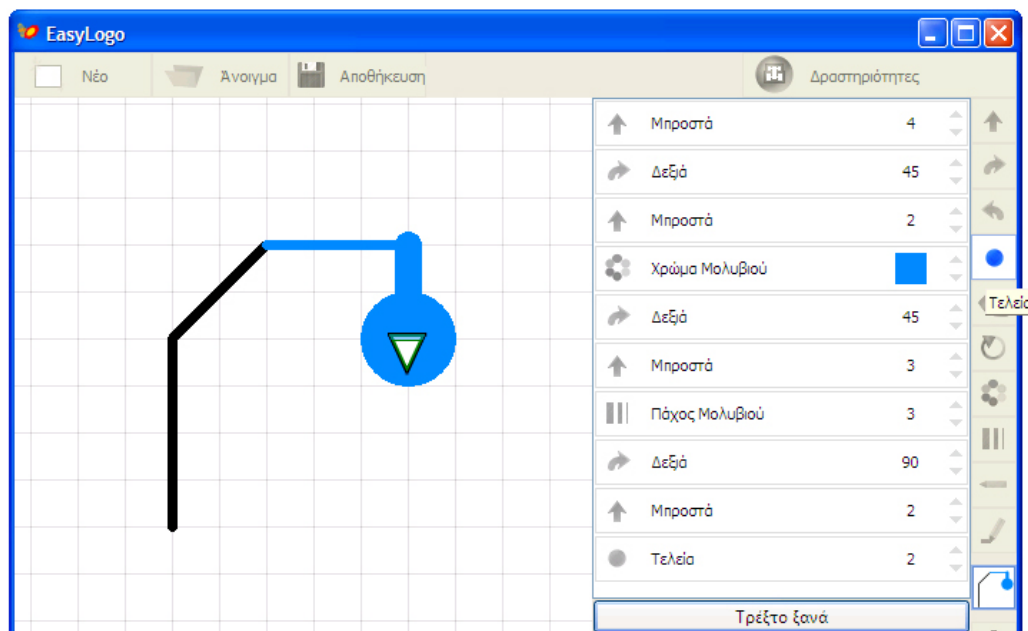 EasyLogo
Νέο Άνοιγμα Αποθήκευση Δραστηριότητες
Μπροστά 4
Δεξιά 45
Μπροστά 2
Χρώμα Μολυβιού
Δεξιά 45
Μπροστά 3
Πάχος Μολυβιού 3
Δεξιά 90
Μπροστά 2
Τελεία 2
Τελεία
Τρέξτο ξανά